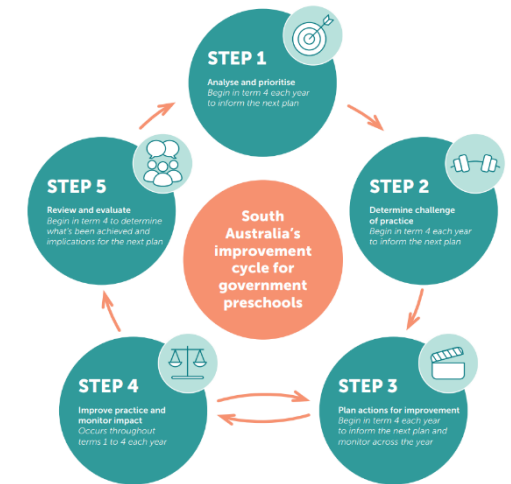 STEP 1
Analyse and prioritise
Begin in term 4 each year
to inform the next plan
STEP 2
Determine challenge
of practice
Begin in term 4 each year
to inform the next plan
STEP 3
Plan actions for improvement
Begin in term 4 each year
to inform the next plan and
monitor across the year
STEP 4
Improve practice and
monitor impact
Occurs throughout
terms 1 to 4 each year
STEP 5
Review and evaluate
Begin in term 4 to determine
what's been achieved and
implications for the next plan
South
Australia's
improvement
cycle for
government
preschools